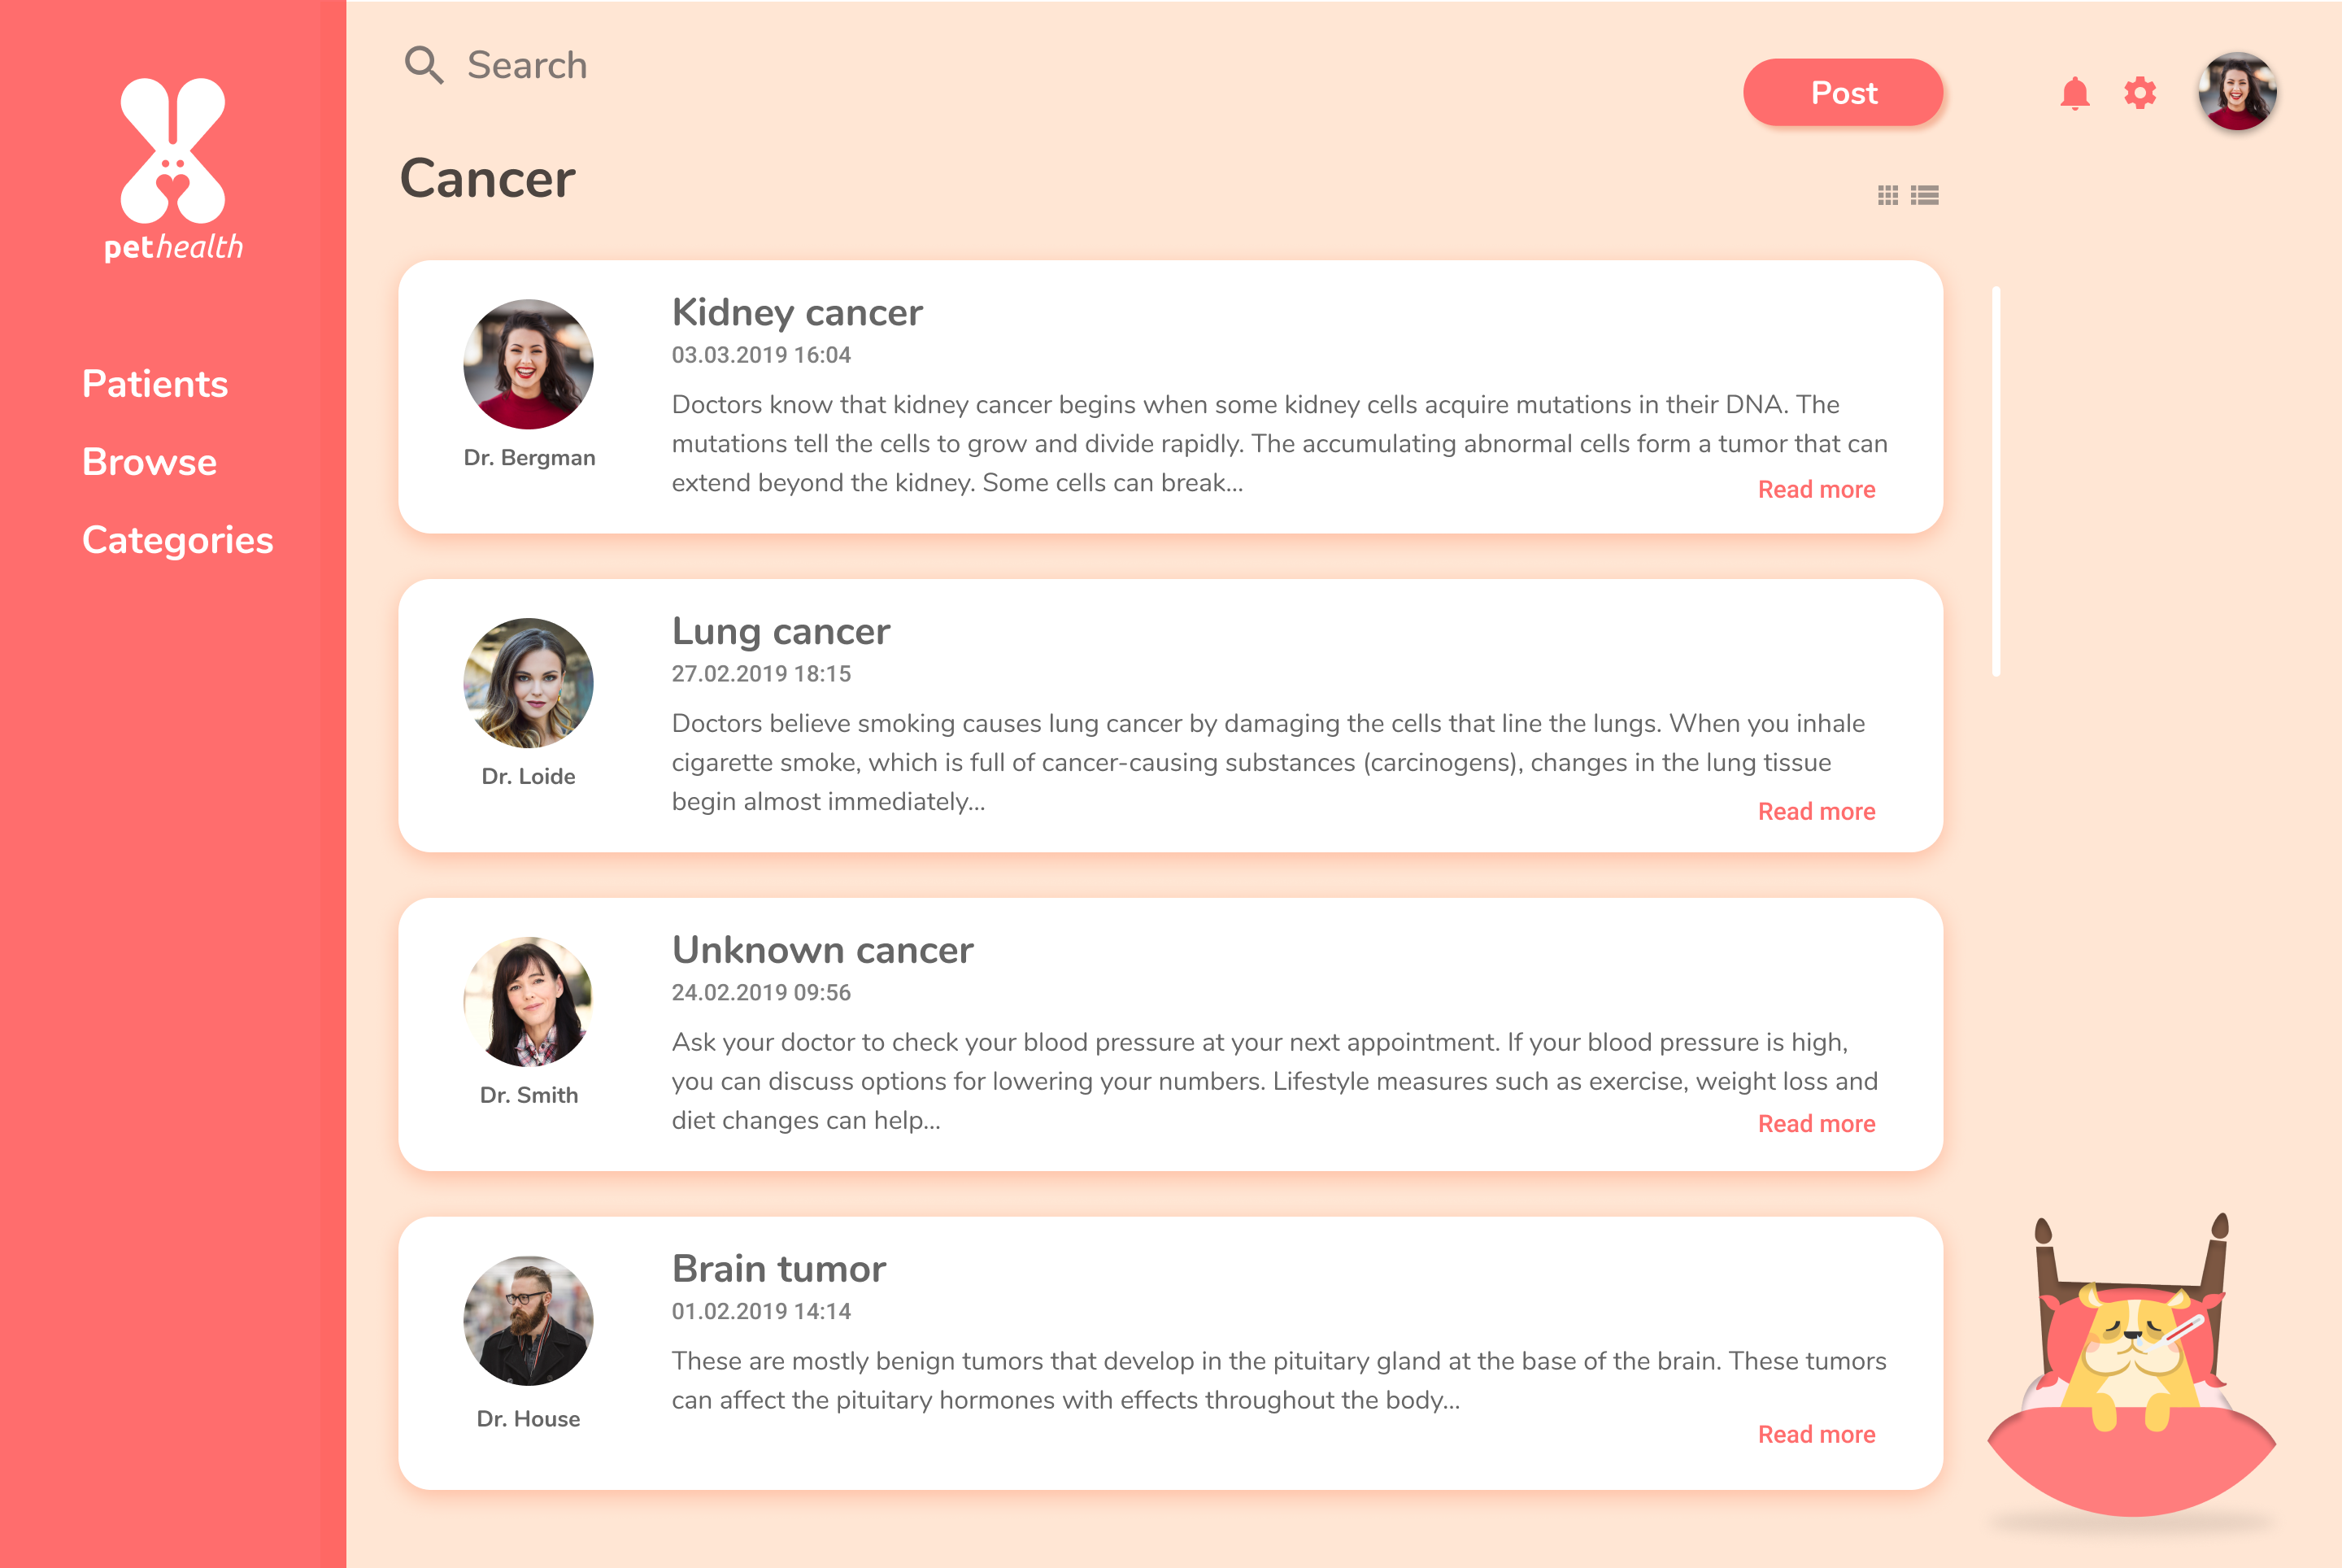 pethealth
Patients
Browse
Categories
Search
Post
Cancer
Kidney cancer
03.03.2019 16:04
Doctors know that kidney cancer begins when some kidney cells acquire mutations in their DNA. The
mutations tell the cells to grow and divide rapidly. The accumulating abnormal cells form a tumor that can
extend beyond the kidney. Some cells can break...
Dr. Bergman
Read more
Lung cancer
27.02.2019 18:15
Doctors believe smoking causes lung cancer by damaging the cells that line the lungs. When you inhale
cigarette smoke, which is full of cancer-causing substances (carcinogens), changes in the lung tissue
begin almost immediately...
Dr. Loide
Read more
Unknown cancer
24.02.2019 09:56
Ask your doctor to check your blood pressure at your next appointment. If your blood pressure is high,
you can discuss options for lowering your numbers. Lifestyle measures such as exercise, weight loss and
diet changes can help...
Dr. Smith
Read more
Brain tumor
01.02.2019 14:14
These are mostly benign tumors that develop in the pituitary gland at the base of the brain. These tumors
can affect the pituitary hormones with effects throughout the body...
Dr. House
Read more